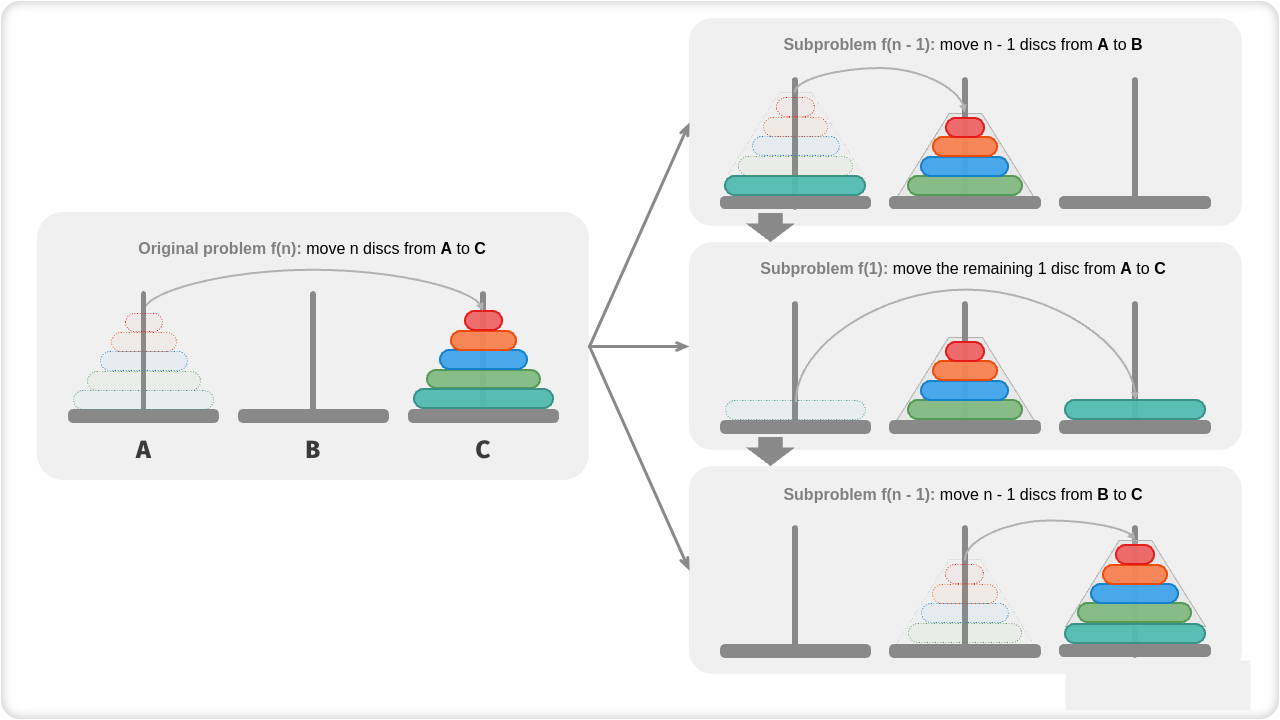 Original problem f(n): move n discs from A to C
A B C
Subproblem f(n - 1): move n - 1 discs from A to B
Subproblem f(1): move the remaining 1 disc from A to C
Subproblem f(n - 1): move n - 1 discs from B to C